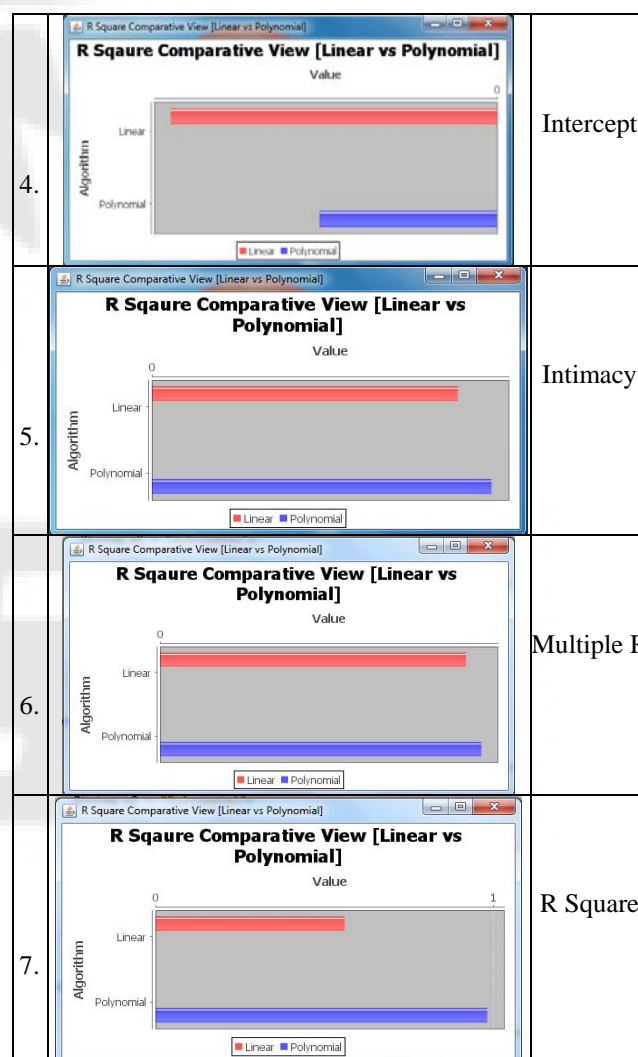 R Sqaure Comparative View [Linear vs Polynomial]
R Sqaure Comparative View [Linear vs Polynomial]
Value
0
Algorithm
Linear
Polynomial
Linear Polynomial
4.
Intercept
R Square Comparative View [Linear vs Polynomial]
R Sqaure Comparative View [Linear vs
Polynomial]
Value
0
Algorithm
Linear
Polynomial
Linear Polynomial
5.
Intimacy
R Square Comparative View [Linear vs Polynomial]
R Sqaure Comparative View [Linear vs
Polynomial]
Value
0
Algorithm
Linear
Polynomial
Linear Polynomial
6.
Multiple R
R Square Comparative View [Linear vs Polynomial]
R Sqaure Comparative View [Linear vs
Polynomial]
Value
0 1
Algorithm
Linear
Polynomial
Linear Polynomial
7.
R Square